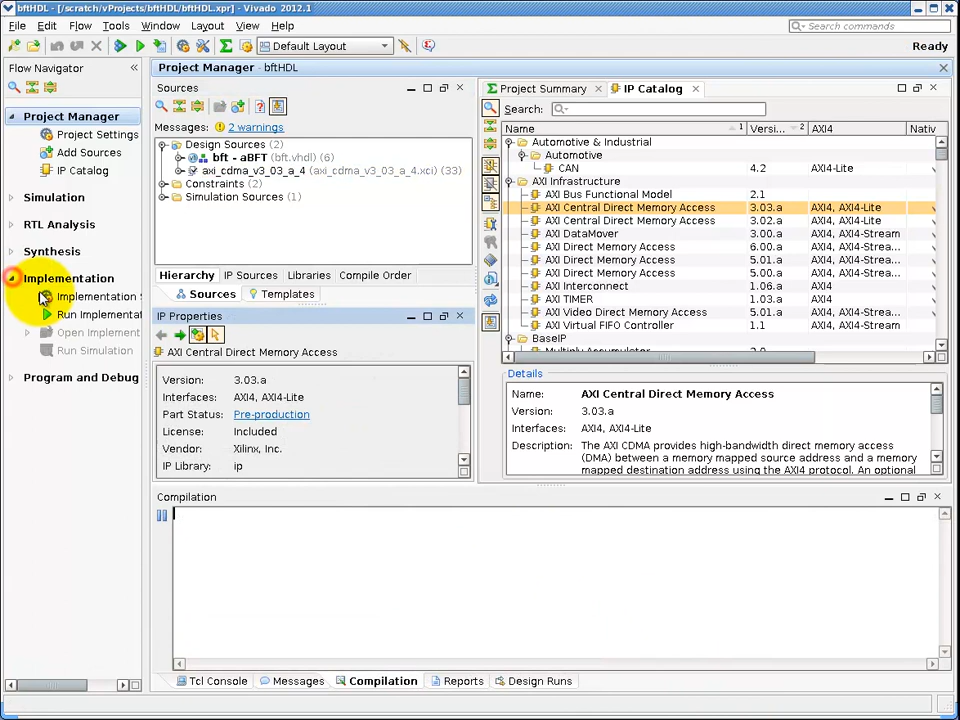 bftHDL - [/scratch/vProjects/bftHDL/bftHDL.xpr] - Vivado 2012.1
File Edit Flow Tools Window Layout View Help
Search commands
Default Layout
Ready
Flow Navigator
Project Manager
Project Settings
Add Sources
IP Catalog
Simulation
RTL Analysis
Synthesis
Implementation
Implementation S
Run Implementat
Open Implement
Run Simulation
Program and Debug
Project Manager - bftHDL
Sources
Messages: 2 warnings
Design Sources (2)
bft - aBFT (bft.vhdl) (6)
axi_cdma_v3_03_a_4 (axi_cdma_v3_03_a_4.xci) (33)
Constraints (2)
Simulation Sources (1)
Hierarchy IP Sources Libraries Compile Order
Sources Templates
IP Properties
AXI Central Direct Memory Access
Version: 3.03.a
Interfaces: AXI4, AXI4-Lite
Part Status: Pre-production
License: Included
Vendor: Xilinx, Inc.
IP Library: ip
Project Summary IP Catalog
Search:
Name 1 Versi... 2 AXI4 Nativ
Automotive & Industrial
Automotive
CAN 4.2 AXI4-Lite
AXI Infrastructure
AXI Bus Functional Model 2.1
AXI Central Direct Memory Access 3.03.a AXI4, AXI4-Lite
AXI Central Direct Memory Access 3.02.a AXI4, AXI4-Lite
AXI DataMover 3.00.a AXI4, AXI4-Stream
AXI Direct Memory Access 6.00.a AXI4, AXI4-Strea...
AXI Direct Memory Access 5.01.a AXI4, AXI4-Strea...
AXI Direct Memory Access 5.00.a AXI4, AXI4-Strea...
AXI Interconnect 1.06.a AXI4
AXI TIMER 1.03.a AXI4
AXI Video Direct Memory Access 5.01.a AXI4, AXI4-Strea...
AXI Virtual FIFO Controller 1.1 AXI4, AXI4-Strea...
BaseIP
Multiply Accumulator 2.0
Details
Name: AXI Central Direct Memory Access
Version: 3.03.a
Interfaces: AXI4, AXI4-Lite
Description: The AXI CDMA provides high-bandwidth direct memory access
(DMA) between a memory mapped source address and a memory
mapped destination address using the AXI4 protocol. An optional
Compilation
Tcl Console Messages Compilation Reports Design Runs